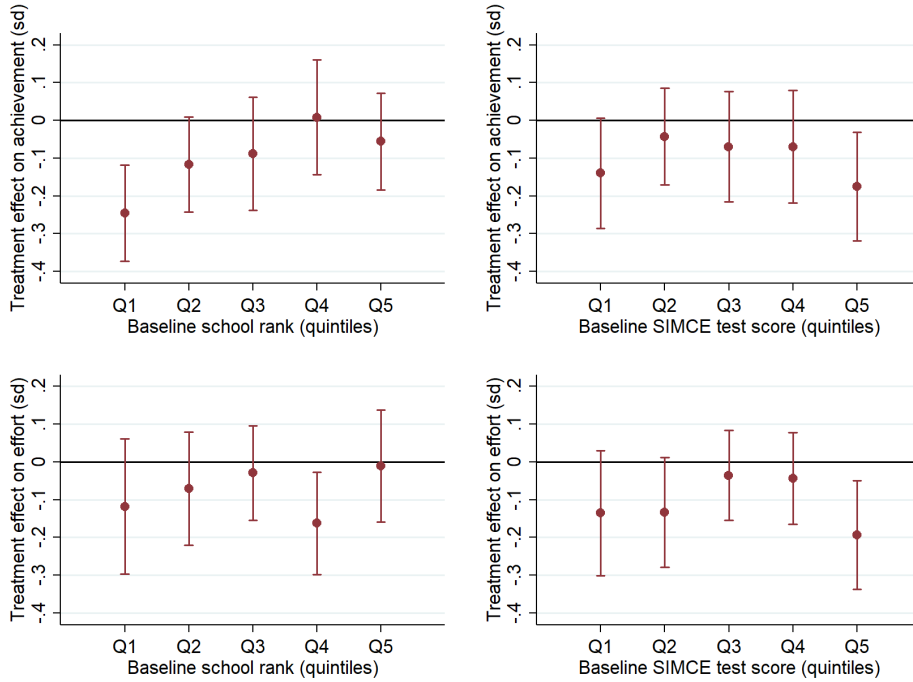 Treatment effect on achievement (sd)
.2
.1
0
-.1
-.2
-.3
-.4
Q1 Q2 Q3 Q4 Q5
Baseline school rank (quintiles)
Treatment effect on achievement (sd)
.2
.1
0
-.1
-.2
-.3
-.4
Q1 Q2 Q3 Q4 Q5
Baseline SIMCE test score (quintiles)
Treatment effect on effort (sd)
.2
.1
0
-.1
-.2
-.3
-.4
Q1 Q2 Q3 Q4 Q5
Baseline school rank (quintiles)
Treatment effect on effort (sd)
.2
.1
0
-.1
-.2
-.3
-.4
Q1 Q2 Q3 Q4 Q5
Baseline SIMCE test score (quintiles)